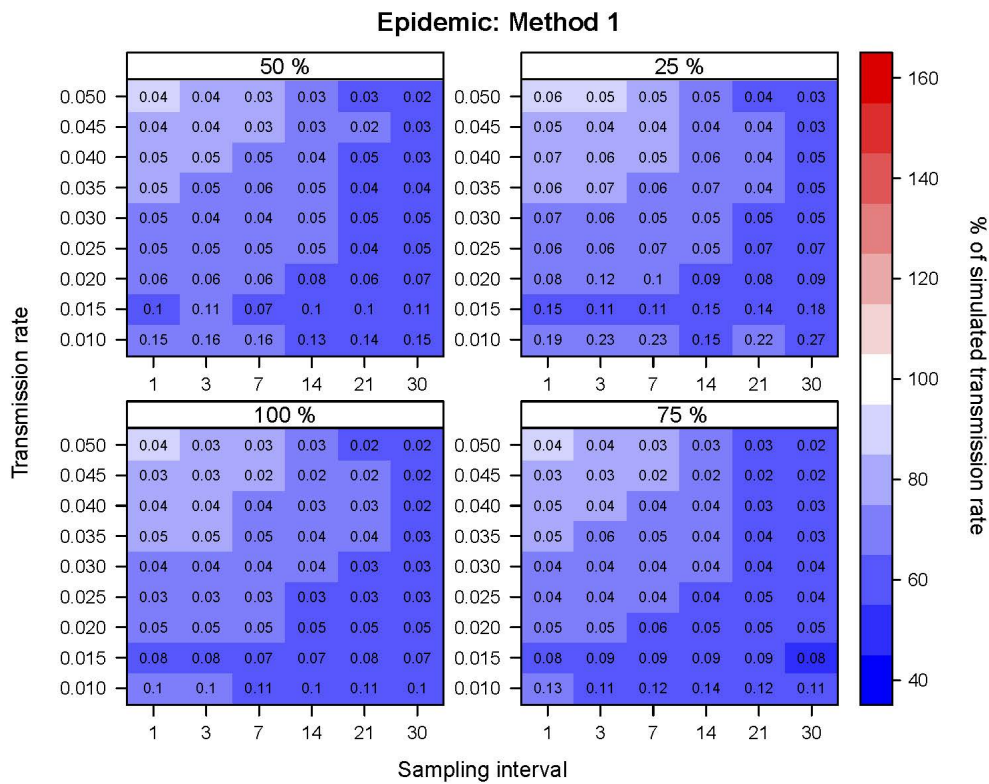 Epidemic: Method 1
50 %
0.050 0.04 0.04 0.03 0.03 0.03 0.02
0.045 0.04 0.04 0.03 0.03 0.02 0.03
0.040 0.05 0.05 0.05 0.04 0.05 0.03
0.035 0.05 0.05 0.06 0.05 0.04 0.04
0.030 0.05 0.04 0.04 0.05 0.05 0.05
0.025 0.05 0.05 0.05 0.05 0.04 0.05
0.020 0.06 0.06 0.06 0.08 0.06 0.07
0.015 0.1 0.11 0.07 0.1 0.1 0.11
0.010 0.15 0.16 0.16 0.13 0.14 0.15
1 3 7 14 21 30
25 %
0.050 0.06 0.05 0.05 0.05 0.04 0.03
0.045 0.05 0.04 0.05 0.04 0.04 0.03
0.040 0.07 0.06 0.05 0.06 0.04 0.05
0.035 0.06 0.07 0.06 0.07 0.04 0.05
0.030 0.07 0.06 0.05 0.05 0.05 0.05
0.025 0.06 0.06 0.07 0.05 0.07 0.07
0.020 0.08 0.12 0.1 0.09 0.08 0.09
0.015 0.15 0.11 0.11 0.15 0.14 0.18
0.010 0.19 0.23 0.23 0.15 0.22 0.27
1 3 7 14 21 30
100 %
0.050 0.04 0.03 0.03 0.03 0.02 0.02
0.045 0.03 0.03 0.02 0.02 0.02 0.02
0.040 0.04 0.04 0.04 0.03 0.03 0.02
0.035 0.05 0.05 0.05 0.04 0.04 0.03
0.030 0.04 0.04 0.04 0.04 0.03 0.03
0.025 0.03 0.03 0.03 0.03 0.03 0.03
0.020 0.05 0.05 0.05 0.05 0.05 0.05
0.015 0.08 0.08 0.07 0.07 0.08 0.07
0.010 0.1 0.1 0.11 0.1 0.11 0.1
1 3 7 14 21 30
75 %
0.050 0.04 0.04 0.03 0.03 0.03 0.02
0.045 0.03 0.03 0.02 0.02 0.02 0.02
0.040 0.05 0.04 0.04 0.04 0.03 0.03
0.035 0.05 0.06 0.05 0.04 0.04 0.03
0.030 0.04 0.04 0.04 0.04 0.04 0.04
0.025 0.04 0.04 0.04 0.04 0.05 0.04
0.020 0.05 0.05 0.06 0.05 0.05 0.05
0.015 0.08 0.09 0.09 0.09 0.09 0.08
0.010 0.13 0.11 0.12 0.14 0.12 0.11
1 3 7 14 21 30
Transmission rate
Sampling interval
160
140
120
100
80
60
40
% of simulated transmission rate